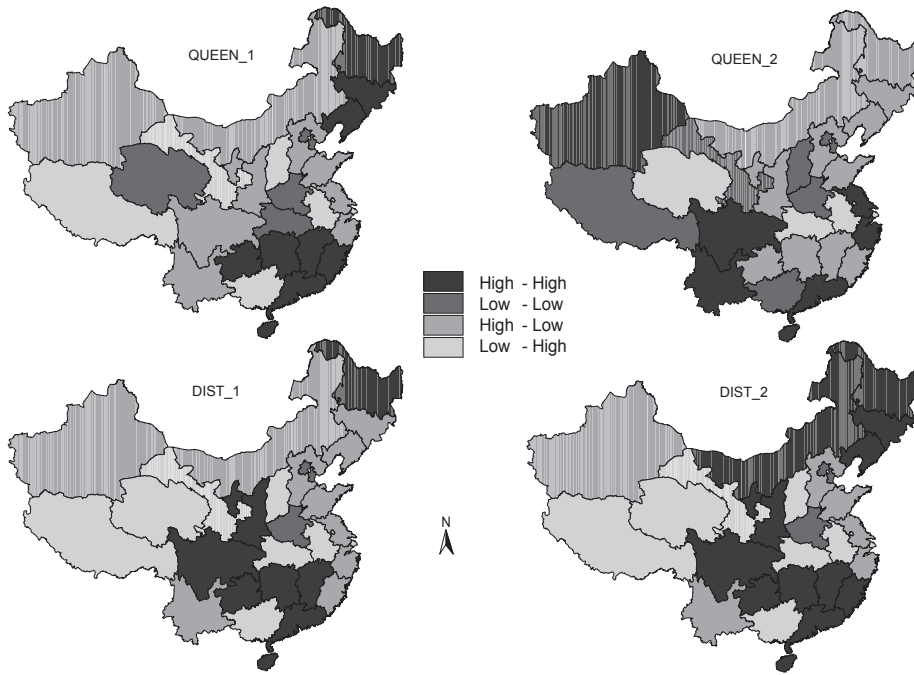 QUEEN_1
QUEEN_2
High - High
Low - Low
High - Low
Low - High
DIST_1
DIST_2
N